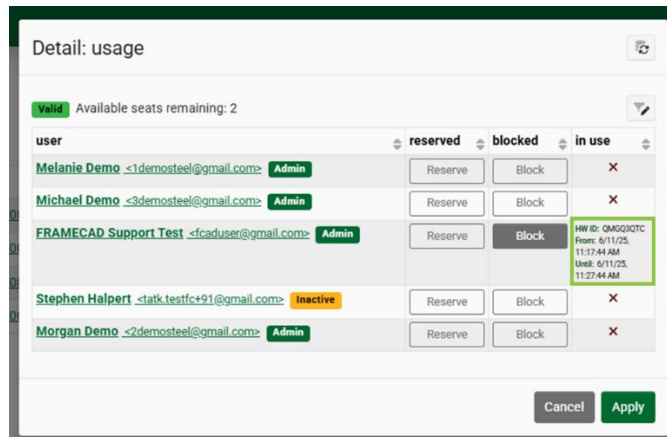 Detail: usage
Valid Available seats remaining: 2
user reserved blocked in use
Melanie Demo <1demosteel@gmail.com> Admin Reserve Block ×
Michael Demo <3demosteel@gmail.com> Admin Reserve Block ×
FRAMECAD Support Test <fcaduser@gmail.com> Admin Reserve Block
HW ID: QMGQ3QTC
From: 6/11/25,
11:17:44 AM
Until: 6/11/25,
11:27:44 AM
Stephen Halpert <tatk.testfc+91@gmail.com> Inactive Reserve Block ×
Morgan Demo <2demosteel@gmail.com> Admin Reserve Block ×
Cancel Apply